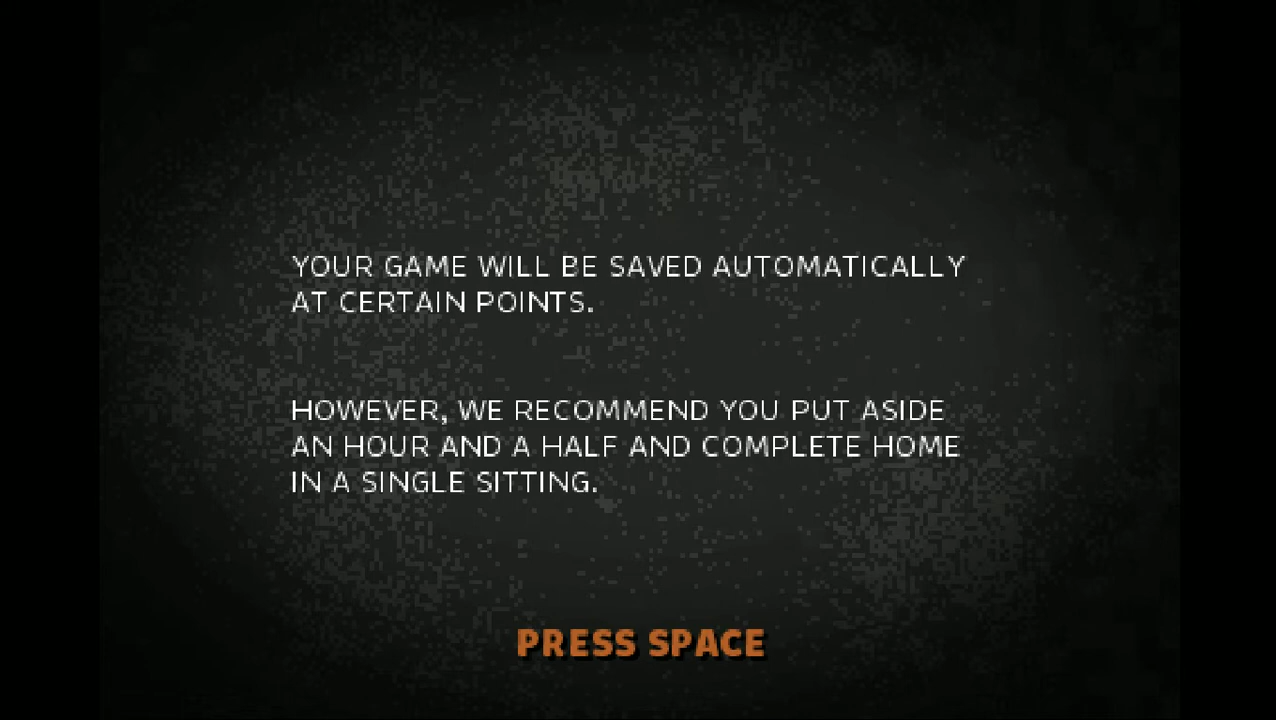 YOUR GAME WILL BE SAVED AUTOMATICALLY
AT CERTAIN POINTS.
HOWEVER, WE RECOMMEND YOU PUT ASIDE
AN HOUR AND A HALF AND COMPLETE HOME
IN A SINGLE SITTING.
PRESS SPACE